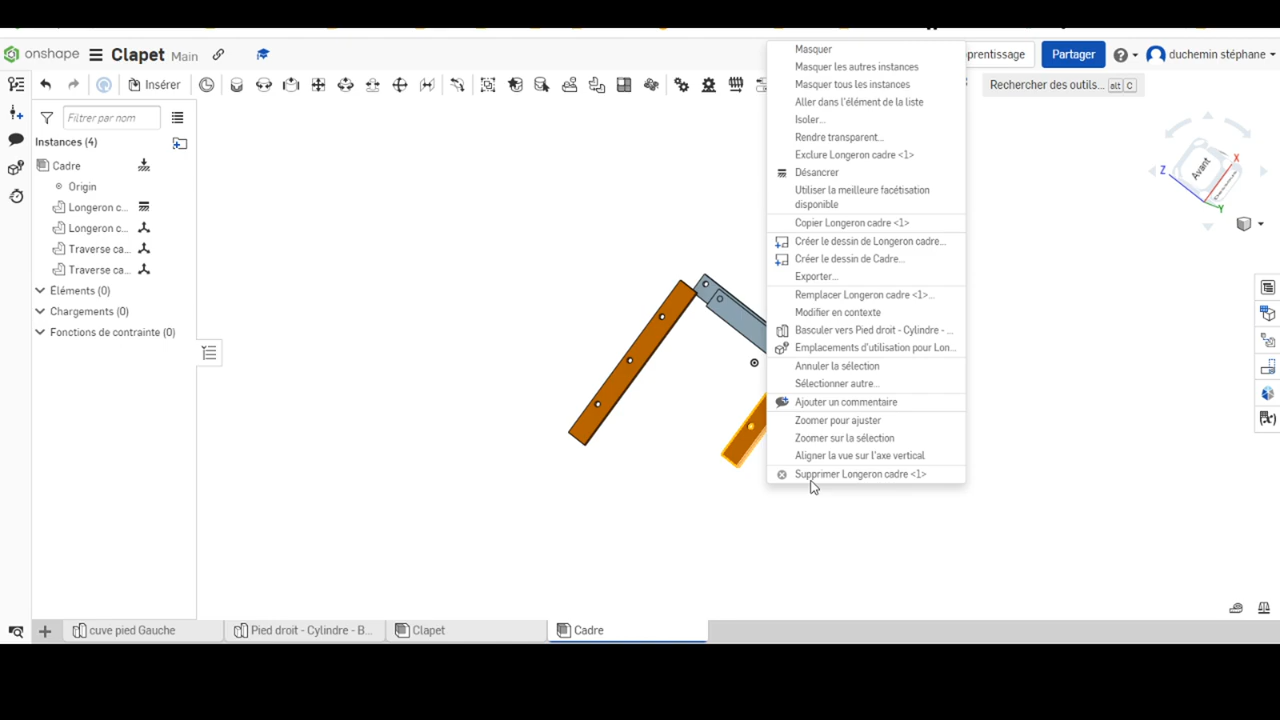 onshape Clapet Main
prentissage Partager duchemin stéphane
Insérer
Rechercher des outils... alt C
Filtrer par nom
Instances (4)
Cadre
Origin
Longeron c...
Longeron c...
Traverse ca...
Traverse ca...
Éléments (0)
Chargements (0)
Fonctions de contrainte (0)
Masquer
Masquer les autres instances
Masquer tous les instances
Aller dans l'élément de la liste
Isoler...
Rendre transparent...
Exclure Longeron cadre <1>
Désancrer
Utiliser la meilleure facétisation
disponible
Copier Longeron cadre <1>
Créer le dessin de Longeron cadre...
Créer le dessin de Cadre...
Exporter...
Remplacer Longeron cadre <1>...
Modifier en contexte
Basculer vers Pied droit - Cylindre - ...
Emplacements d'utilisation pour Lon...
Annuler la sélection
Sélectionner autre...
Ajouter un commentaire
Zoomer pour ajuster
Zoomer sur la sélection
Aligner la vue sur l'axe vertical
Supprimer Longeron cadre <1>
Z
Avant
X
Y
cuve pied Gauche
Pied droit - Cylindre - B...
Clapet
Cadre